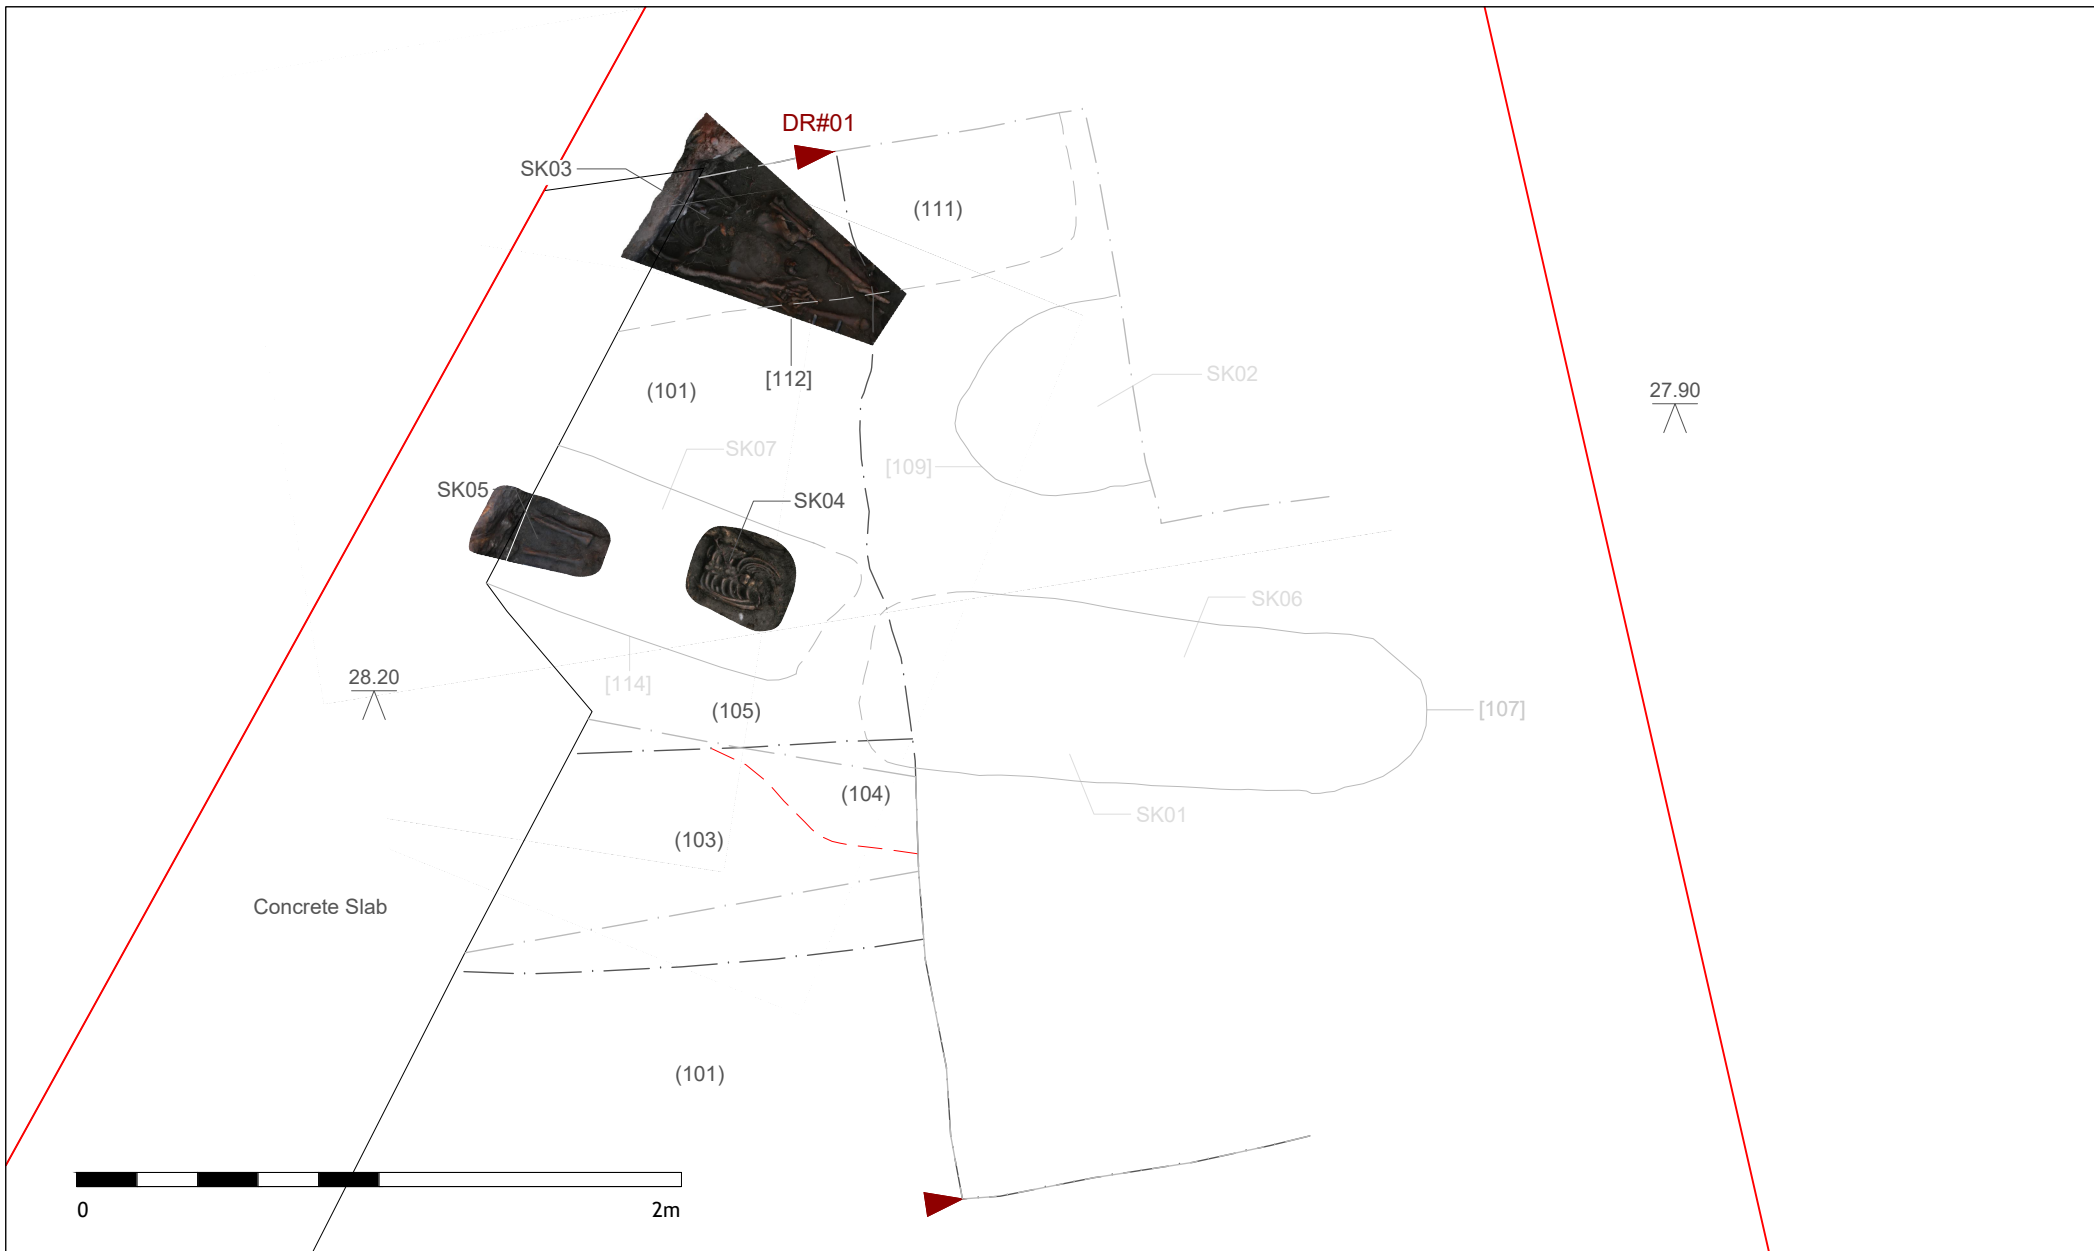 DR#01
SK03
(111)
SK02
[112]
27.90
(101)
SK07
[109]
SK05
SK04
SK06
28.20
[114]
(105)
[107]
(104)
SK01
(103)
Concrete Slab
(101)
0 2m